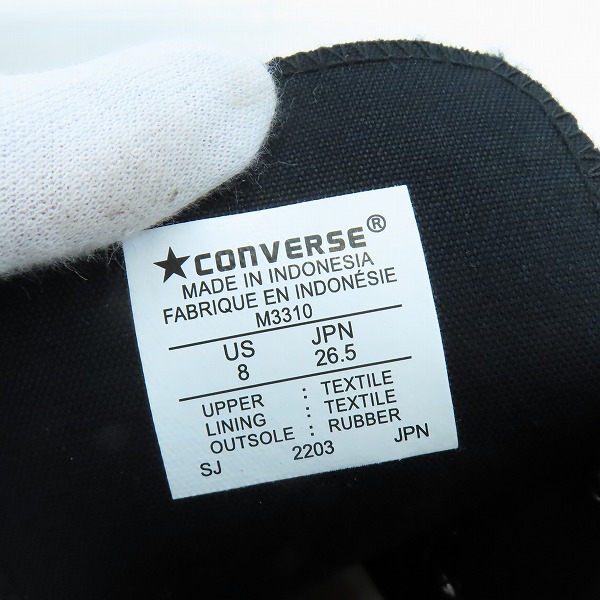 ★CONVERSE®
MADE IN INDONESIA
FABRIQUE EN INDONÉSIE
M3310
US JPN
8 26.5
UPPER : TEXTILE
LINING : TEXTILE
OUTSOLE : RUBBER
SJ 2203 JPN